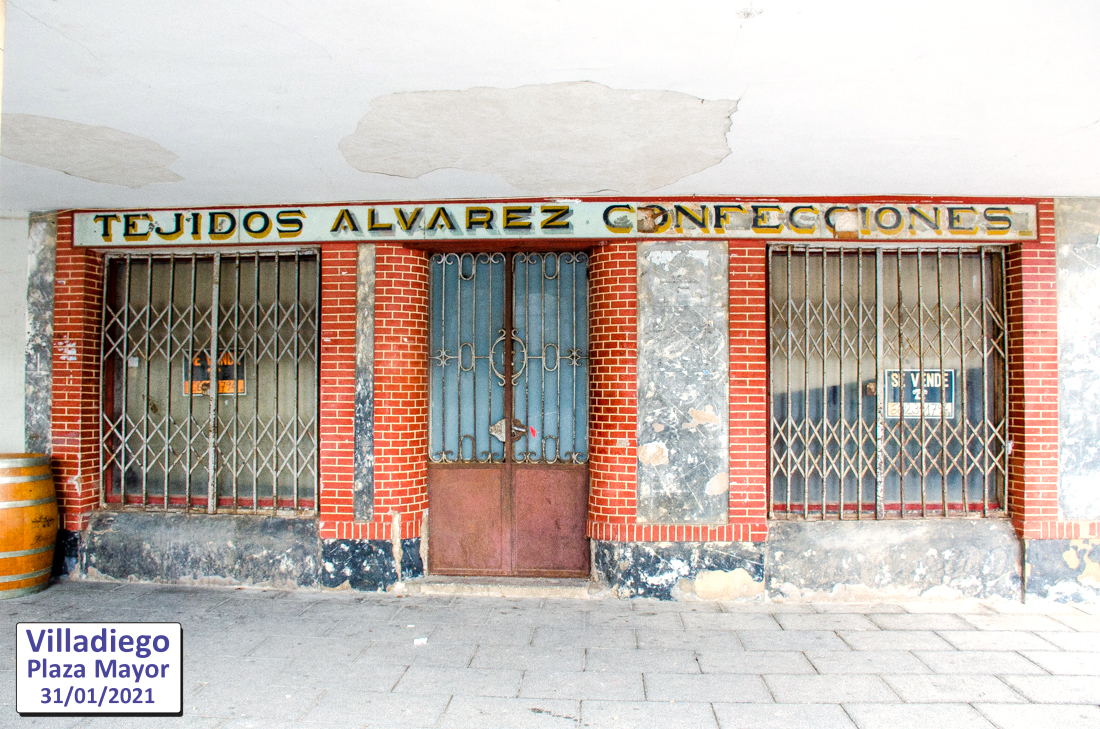 TEJIDOS ALVAREZ CONFECCIONES
SE VENDE
Villadiego
Plaza Mayor
31/01/2021